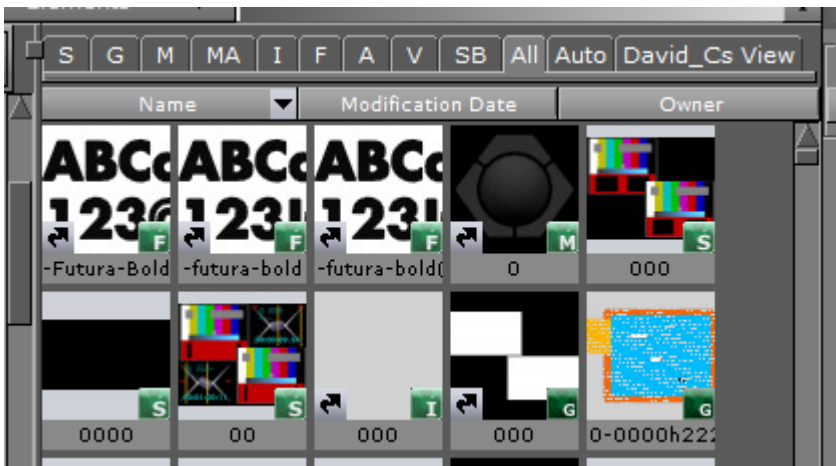 S G M MA I F A V SB All Auto David_Cs View
Name Modification Date Owner
ABCc ABCc ABCc
123@ 123! 123!
F F F M S
-Futura-Bold -futura-bold -futura-bold( 0 000
S S I G G
0000 00 000 000 0-0000h222